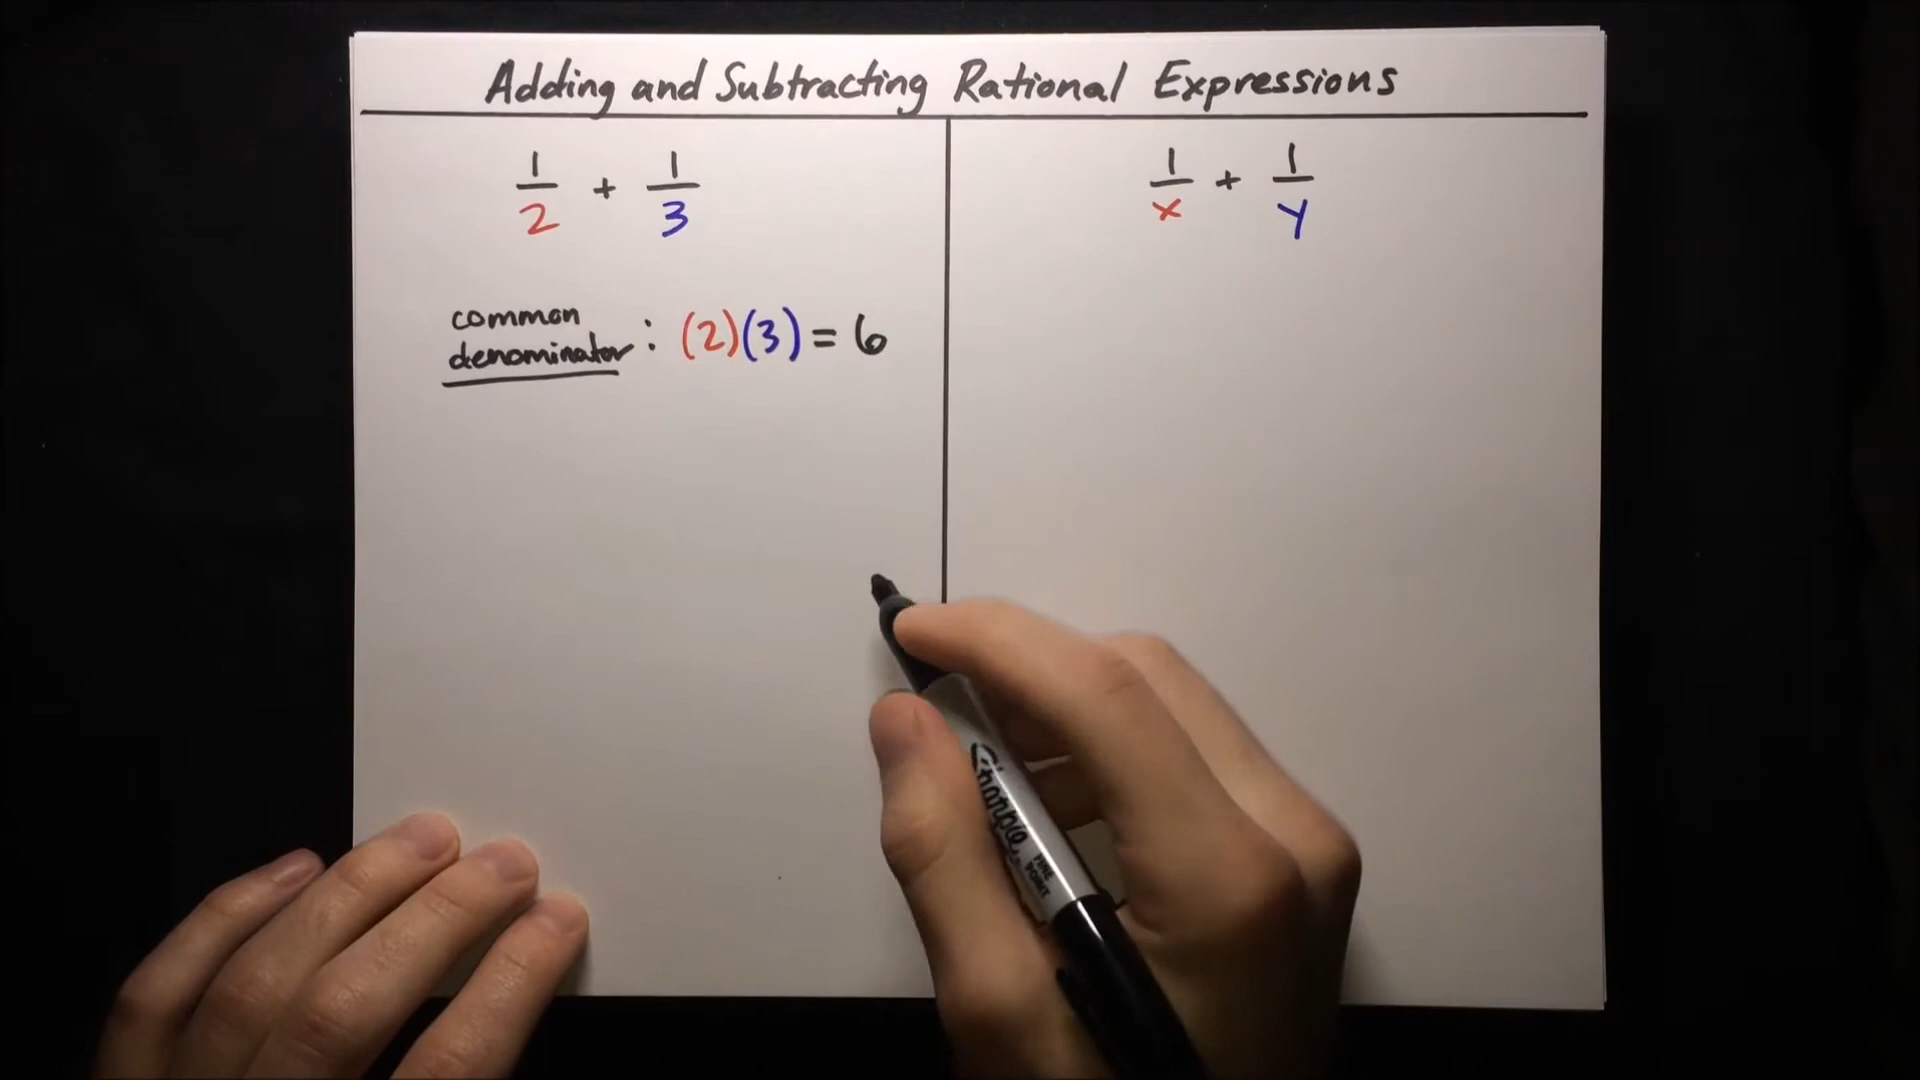 Adding and Subtracting Rational Expressions
1/2 + 1/3
1/x + 1/y
common
denominator : (2)(3) = 6
Sharpie
FINE
POINT